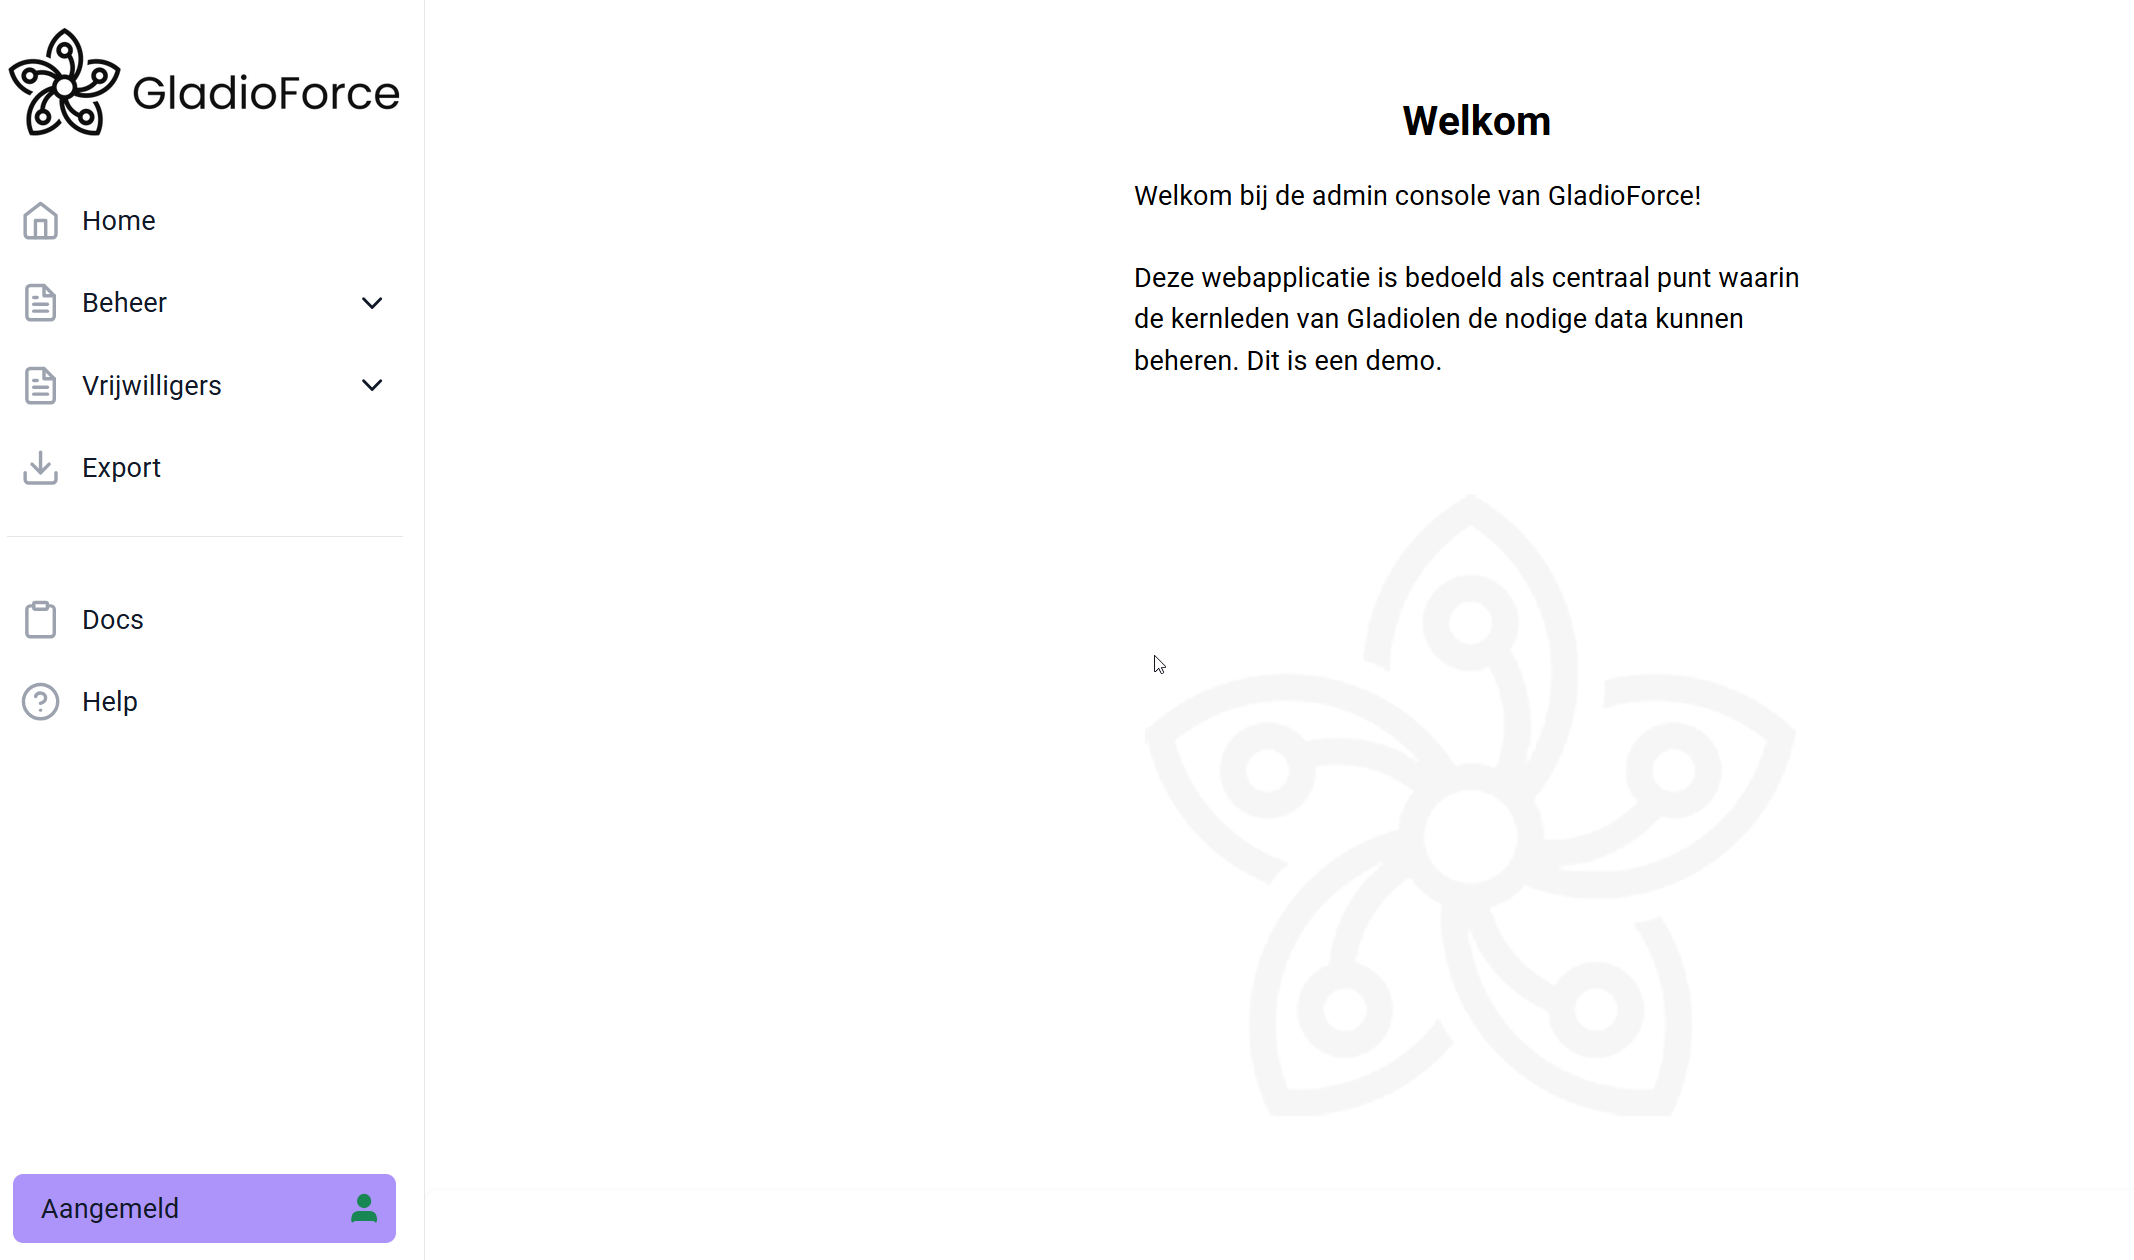 GladioForce
Home
Beheer
Vrijwilligers
Export
Docs
Help
Aangemeld
Welkom
Welkom bij de admin console van GladioForce!
Deze webapplicatie is bedoeld als centraal punt waarin
de kernleden van Gladiolen de nodige data kunnen
beheren. Dit is een demo.